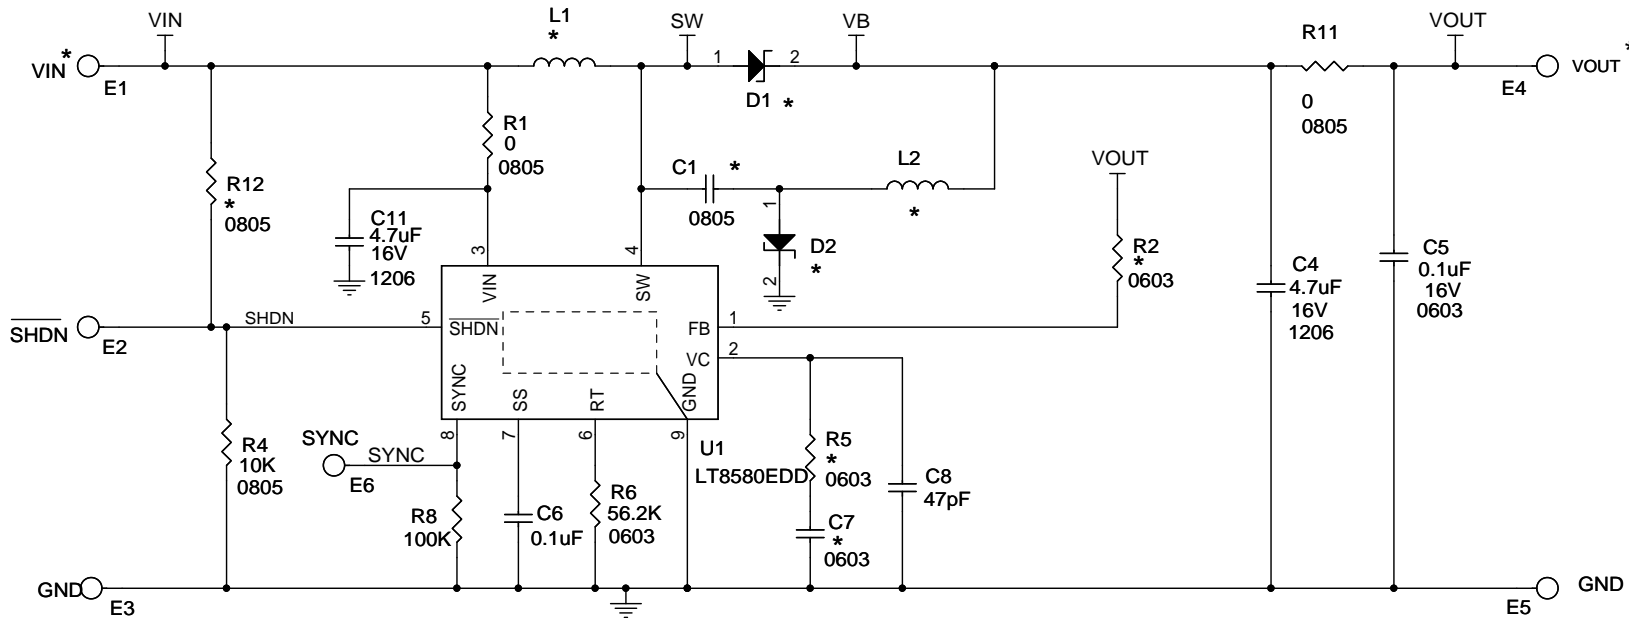 VIN
L1
*
SW
VB
VOUT
R11
*
VIN
E1
1
2
D1
*
0
0805
E4
*
VOUT
R1
0
0805
C1
*
0805
L2
*
VOUT
R12
*
0805
C11
4.7uF
16V
1206
3
VIN
4
SW
1
2
D2
*
R2
*
0603
C4
4.7uF
16V
1206
C5
0.1uF
16V
0603
SHDN
E2
SHDN
5
SHDN
FB
1
VC
2
SYNC
SS
RT
GND
8
7
6
9
U1
LT8580EDD
R4
10K
0805
SYNC
SYNC
E6
R8
100K
C6
0.1uF
R6
56.2K
0603
R5
*
0603
C7
*
0603
C8
47pF
GND
E3
E5
GND